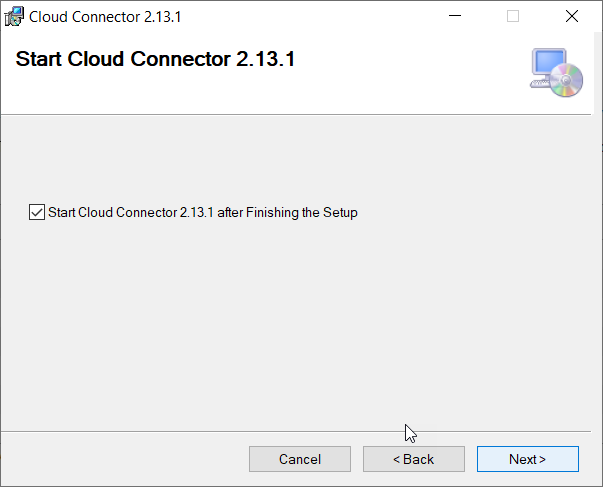 Cloud Connector 2.13.1
Start Cloud Connector 2.13.1
Start Cloud Connector 2.13.1 after Finishing the Setup
Cancel
< Back
Next >